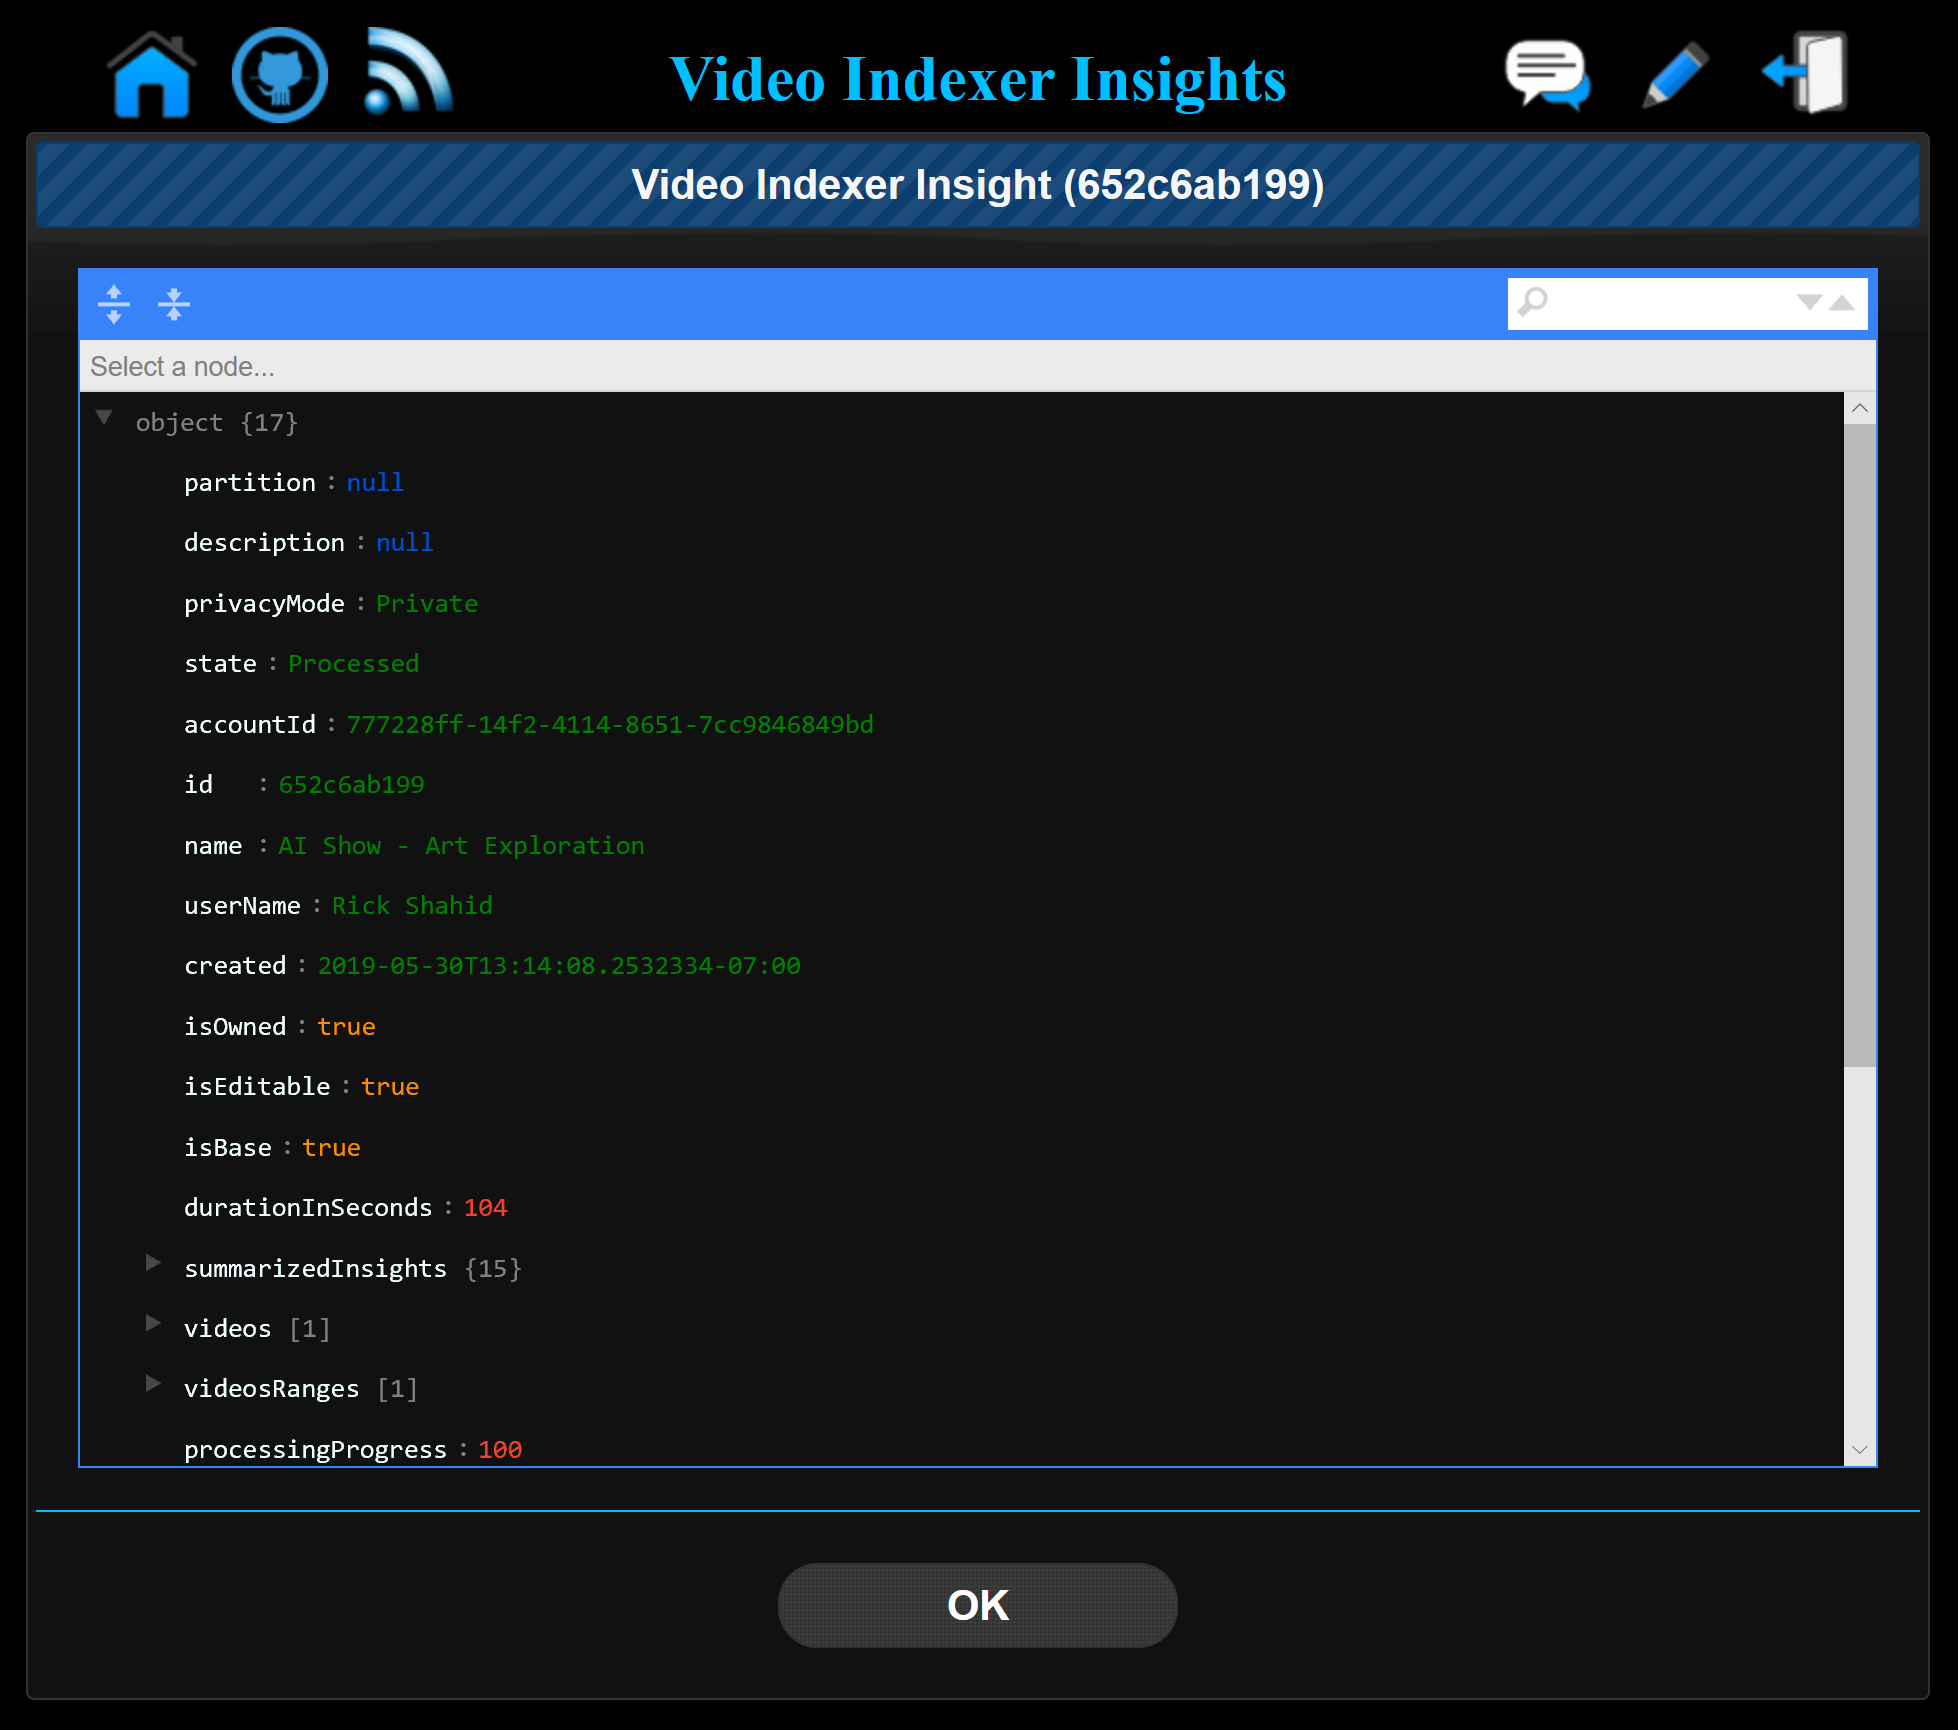 Video Indexer Insights
Video Indexer Insight (652c6ab199)
Select a node...
object {17}
partition : null
description : null
privacyMode : Private
state : Processed
accountId : 777228ff-14f2-4114-8651-7cc9846849bd
id : 652c6ab199
name : AI Show - Art Exploration
userName : Rick Shahid
created : 2019-05-30T13:14:08.2532334-07:00
isOwned : true
isEditable : true
isBase : true
durationInSeconds : 104
summarizedInsights {15}
videos [1]
videosRanges [1]
processingProgress : 100
OK